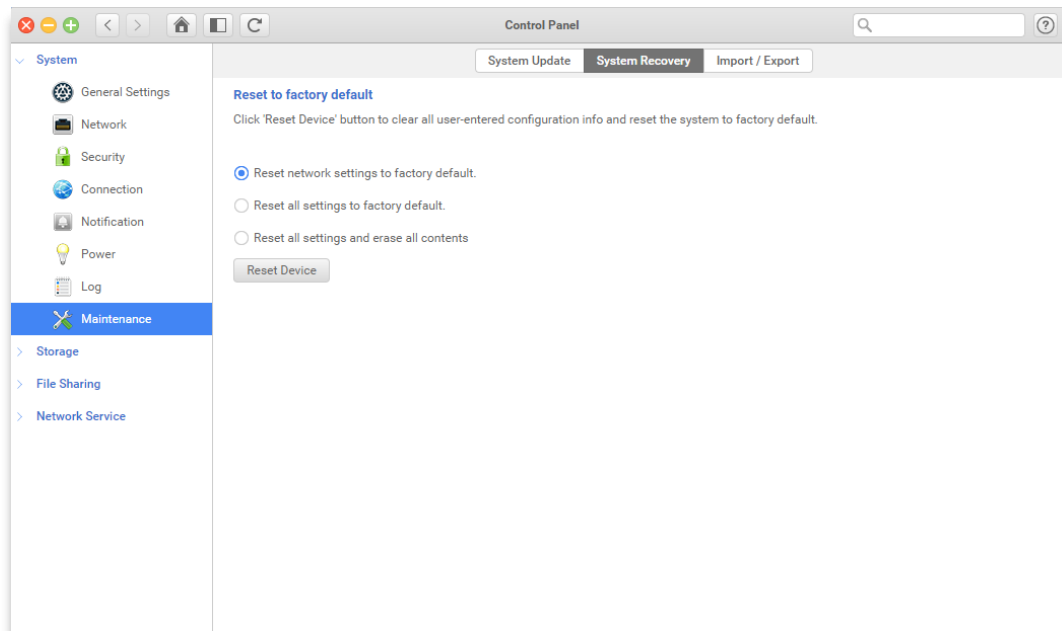 Control Panel
System
System Update
System Recovery
Import / Export
General Settings
Network
Security
Connection
Notification
Power
Log
Maintenance
Storage
File Sharing
Network Service
Reset to factory default
Click 'Reset Device' button to clear all user-entered configuration info and reset the system to factory default.
Reset network settings to factory default.
Reset all settings to factory default.
Reset all settings and erase all contents
Reset Device